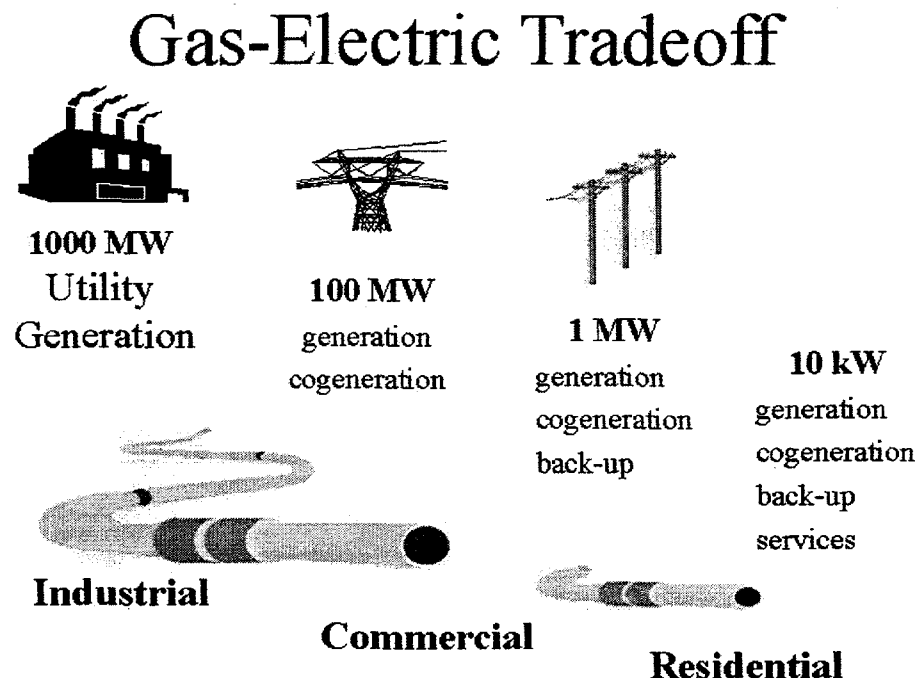 Gas-Electric Tradeoff
1000 MW
Utility
Generation
100 MW
generation
cogeneration
1 MW
generation
cogeneration
back-up
10 kW
generation
cogeneration
back-up
services
Industrial
Commercial
Residential